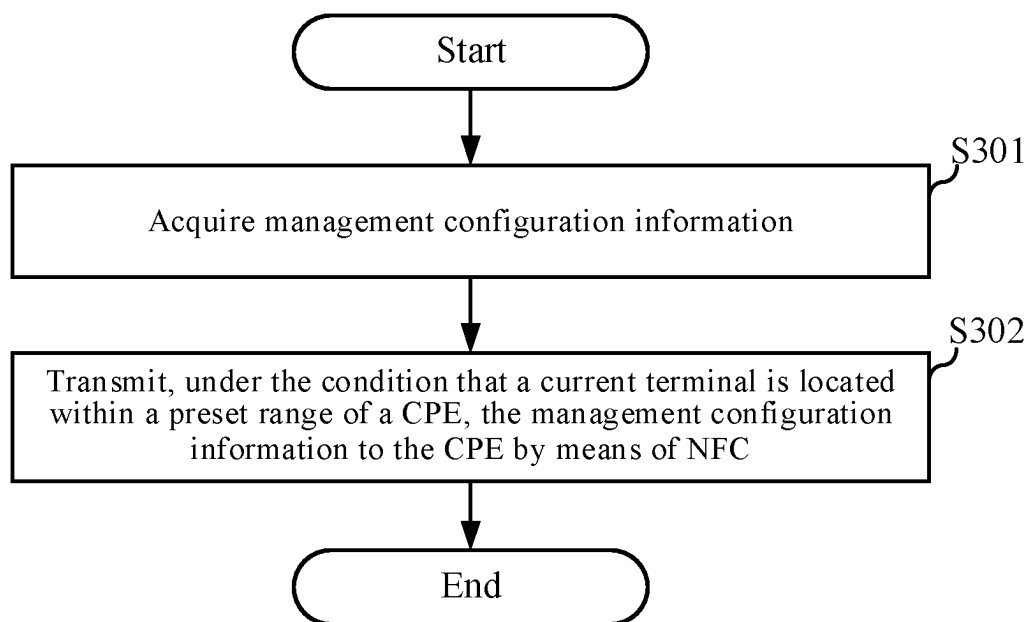 Start
S301
Acquire management configuration information
S302
Transmit, under the condition that a current terminal is located
within a preset range of a CPE, the management configuration
information to the CPE by means of NFC
End